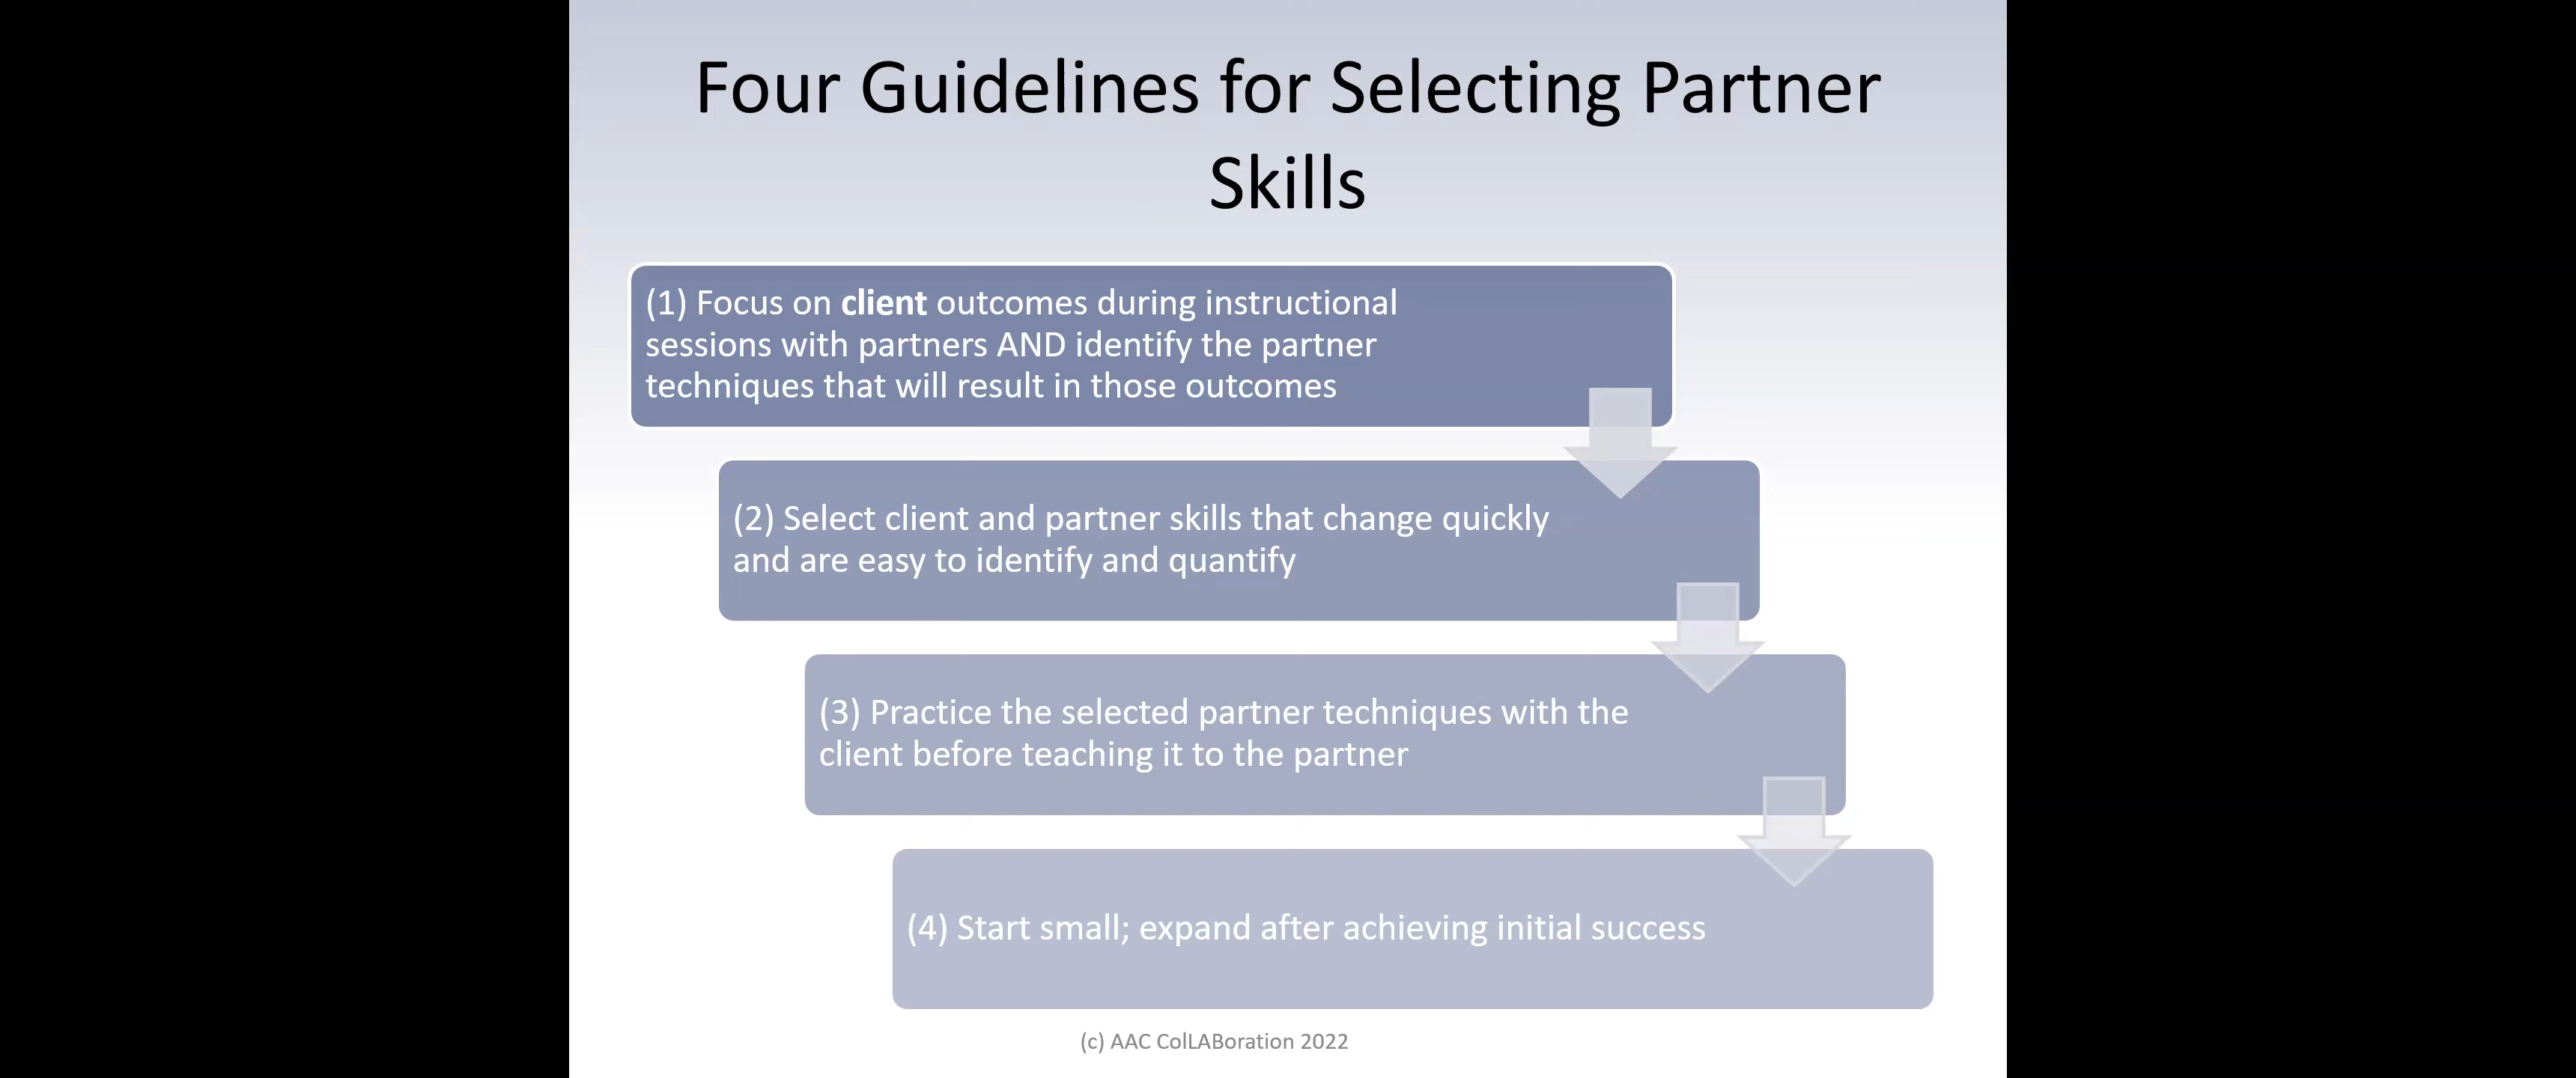 Four Guidelines for Selecting Partner
Skills
(1) Focus on client outcomes during instructional
sessions with partners AND identify the partner
techniques that will result in those outcomes
(2) Select client and partner skills that change quickly
and are easy to identify and quantify
(3) Practice the selected partner techniques with the
client before teaching it to the partner
(4) Start small; expand after achieving initial success
(c) AAC ColLABoration 2022